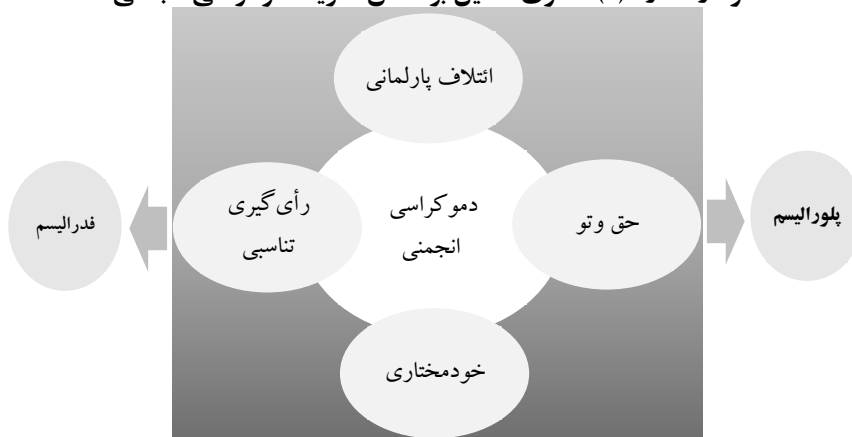 ائتلاف پارلمانی
پلورالیسم
حق وتو
دموکراسی
انجمنی
رأی‌گیری
تناسبی
فدرالیسم
خودمختاری